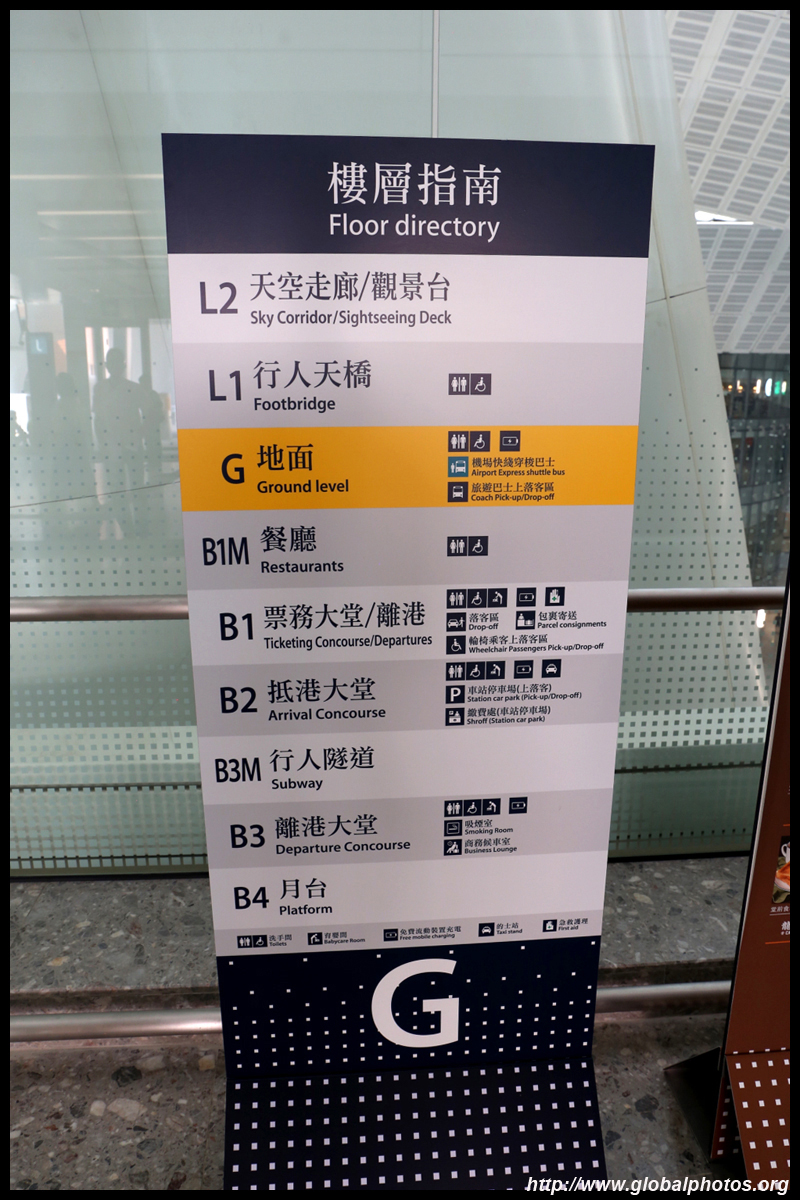 樓層指南
Floor directory
L2 天空走廊/觀景台
Sky Corridor/Sightseeing Deck
L1 行人天橋
Footbridge
G 地面
Ground level
機場快綫穿梭巴士
Airport Express shuttle bus
旅遊巴士上落客區
Coach Pick-up/Drop-off
B1M 餐廳
Restaurants
B1 票務大堂/離港
Ticketing Concourse/Departures
落客區
Drop-off
包裹寄送
Parcel consignments
輪椅乘客上落客區
Wheelchair Passengers Pick-up/Drop-off
B2 抵港大堂
Arrival Concourse
P 車站停車場(上落客)
Station car park (Pick-up/Drop-off)
繳費處(車站停車場)
Shroff (Station car park)
B3M 行人隧道
Subway
B3 離港大堂
Departure Concourse
吸煙室
Smoking Room
商務候車室
Business Lounge
B4 月台
Platform
洗手間
Toilets
育嬰間
Babycare Room
免費流動裝置充電
Free mobile charging
的士站
Taxi stand
急救護理
First aid
G
http://www.globalphotos.org